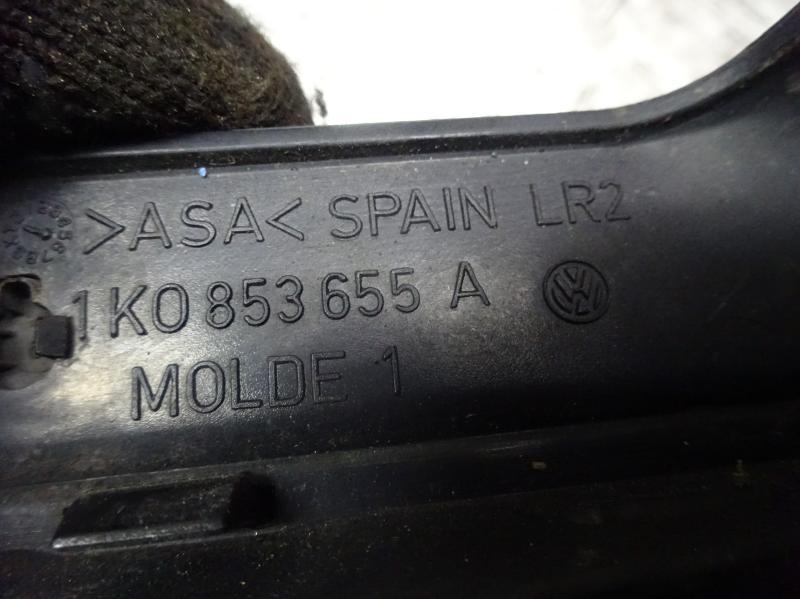 >ASA< SPAIN LR2
1K0 853 655 A
MOLDE 1